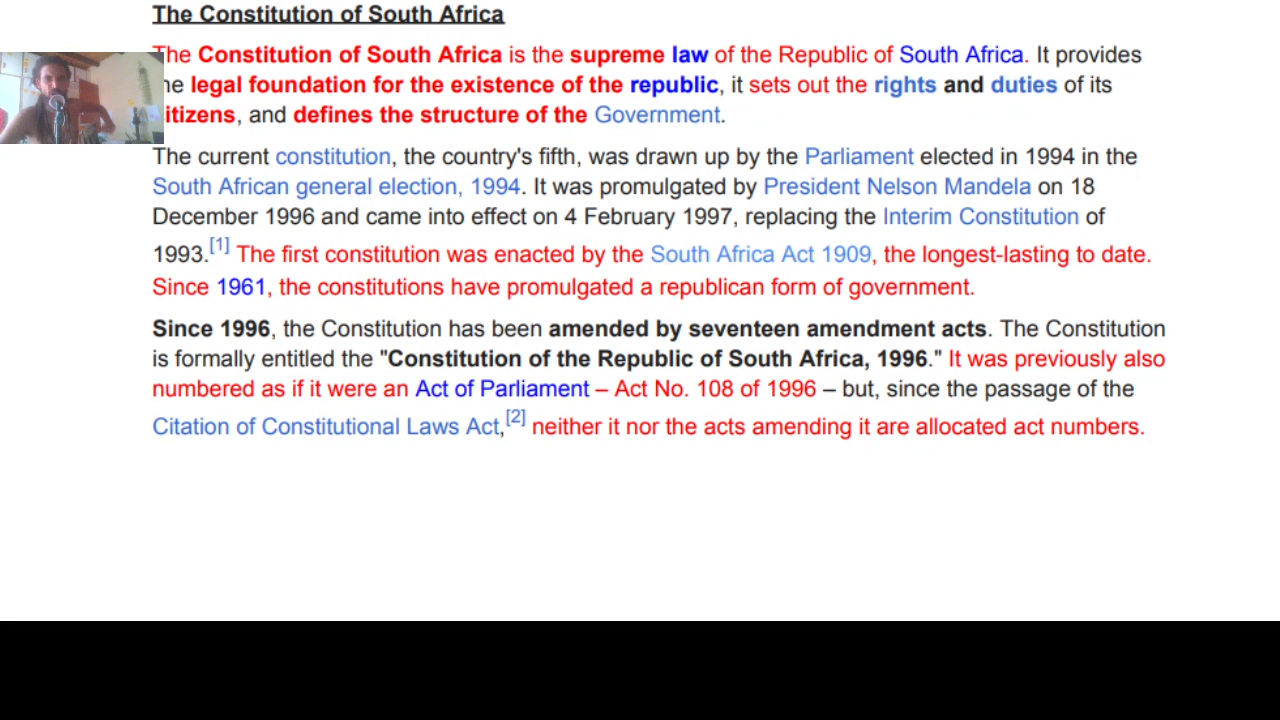 The Constitution of South Africa
he Constitution of South Africa is the supreme law of the Republic of South Africa. It provides
he legal foundation for the existence of the republic, it sets out the rights and duties of its
itizens, and defines the structure of the Government.
The current constitution, the country's fifth, was drawn up by the Parliament elected in 1994 in the
South African general election, 1994. It was promulgated by President Nelson Mandela on 18
December 1996 and came into effect on 4 February 1997, replacing the Interim Constitution of
1993.[1] The first constitution was enacted by the South Africa Act 1909, the longest-lasting to date.
Since 1961, the constitutions have promulgated a republican form of government.
Since 1996, the Constitution has been amended by seventeen amendment acts. The Constitution
is formally entitled the "Constitution of the Republic of South Africa, 1996." It was previously also
numbered as if it were an Act of Parliament – Act No. 108 of 1996 – but, since the passage of the
Citation of Constitutional Laws Act,[2] neither it nor the acts amending it are allocated act numbers.